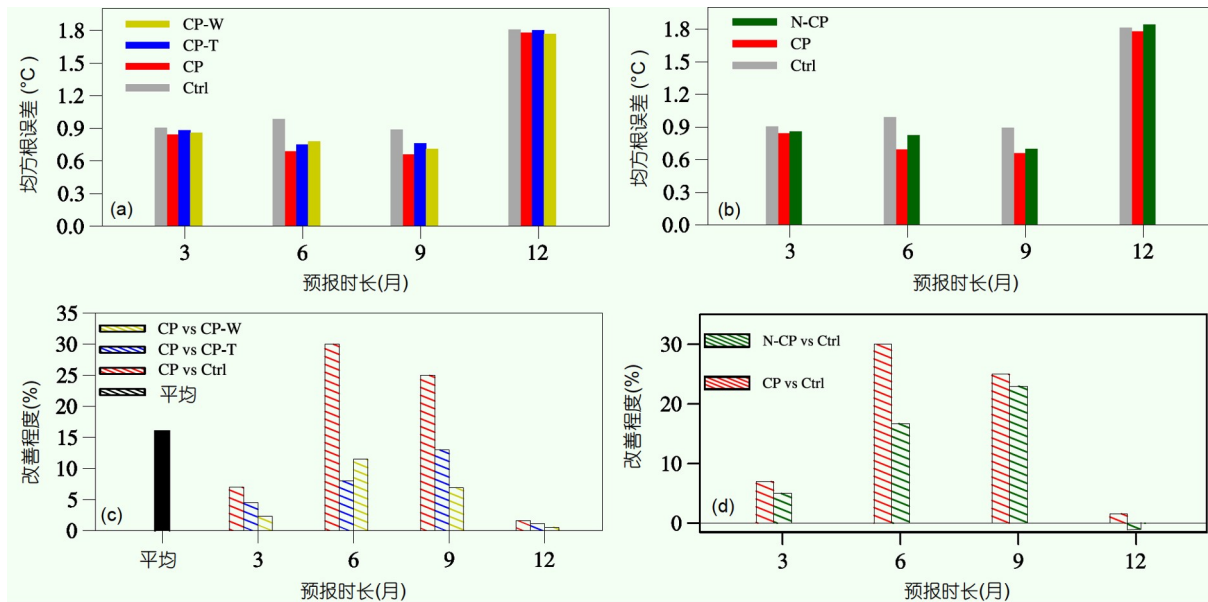 CP-W
CP-T
CP
Ctrl
均方根误差 (°C)
1.8
1.5
1.2
0.9
0.6
0.3
0.0
(a)
3 6 9 12
预报时长(月)
N-CP
CP
Ctrl
均方根误差 (°C)
1.8
1.5
1.2
0.9
0.6
0.3
0.0
(b)
3 6 9 12
预报时长(月)
CP vs CP-W
CP vs CP-T
CP vs Ctrl
平均
改善程度(%)
35
30
25
20
15
10
5
0
(c)
平均 3 6 9 12
预报时长(月)
N-CP vs Ctrl
CP vs Ctrl
改善程度(%)
30
20
10
0
(d)
3 6 9 12
预报时长(月)